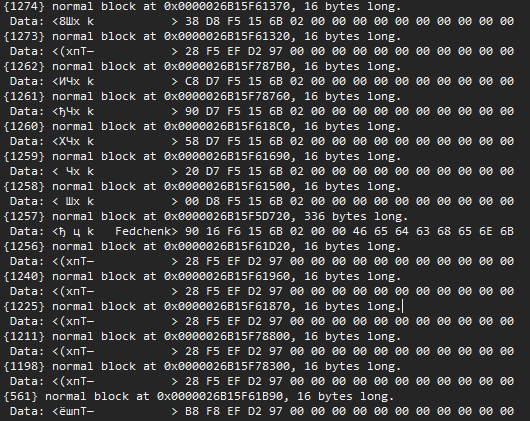 {1274} normal block at 0x0000026B15F61370, 16 bytes long.
Data: <8Шх k           > 38 D8 F5 15 6B 02 00 00 00 00 00 00 00 00 00 00
{1273} normal block at 0x0000026B15F61320, 16 bytes long.
Data: <(хпТ—           > 28 F5 EF D2 97 00 00 00 00 00 00 00 00 00 00 00
{1262} normal block at 0x0000026B15F787B0, 16 bytes long.
Data: <ИЧх k           > C8 D7 F5 15 6B 02 00 00 00 00 00 00 00 00 00 00
{1261} normal block at 0x0000026B15F78760, 16 bytes long.
Data: <ђЧх k           > 90 D7 F5 15 6B 02 00 00 00 00 00 00 00 00 00 00
{1260} normal block at 0x0000026B15F618C0, 16 bytes long.
Data: <XЧх k           > 58 D7 F5 15 6B 02 00 00 00 00 00 00 00 00 00 00
{1259} normal block at 0x0000026B15F61690, 16 bytes long.
Data: < Чх k           > 20 D7 F5 15 6B 02 00 00 00 00 00 00 00 00 00 00
{1258} normal block at 0x0000026B15F61500, 16 bytes long.
Data: < Шх k           > 00 D8 F5 15 6B 02 00 00 00 00 00 00 00 00 00 00
{1257} normal block at 0x0000026B15F5D720, 336 bytes long.
Data: <ђ ц k   Fedchenk> 90 16 F6 15 6B 02 00 00 46 65 64 63 68 65 6E 6B
{1256} normal block at 0x0000026B15F61D20, 16 bytes long.
Data: <(хпТ—           > 28 F5 EF D2 97 00 00 00 00 00 00 00 00 00 00 00
{1240} normal block at 0x0000026B15F61960, 16 bytes long.
Data: <(хпТ—           > 28 F5 EF D2 97 00 00 00 00 00 00 00 00 00 00 00
{1225} normal block at 0x0000026B15F61870, 16 bytes long.
Data: <(хпТ—           > 28 F5 EF D2 97 00 00 00 00 00 00 00 00 00 00 00
{1211} normal block at 0x0000026B15F78800, 16 bytes long.
Data: <(хпТ—           > 28 F5 EF D2 97 00 00 00 00 00 00 00 00 00 00 00
{1198} normal block at 0x0000026B15F78300, 16 bytes long.
Data: <(хпТ—           > 28 F5 EF D2 97 00 00 00 00 00 00 00 00 00 00 00
{561} normal block at 0x0000026B15F61B90, 16 bytes long.
Data: <ёшпТ—           > B8 F8 EF D2 97 00 00 00 00 00 00 00 00 00 00 00